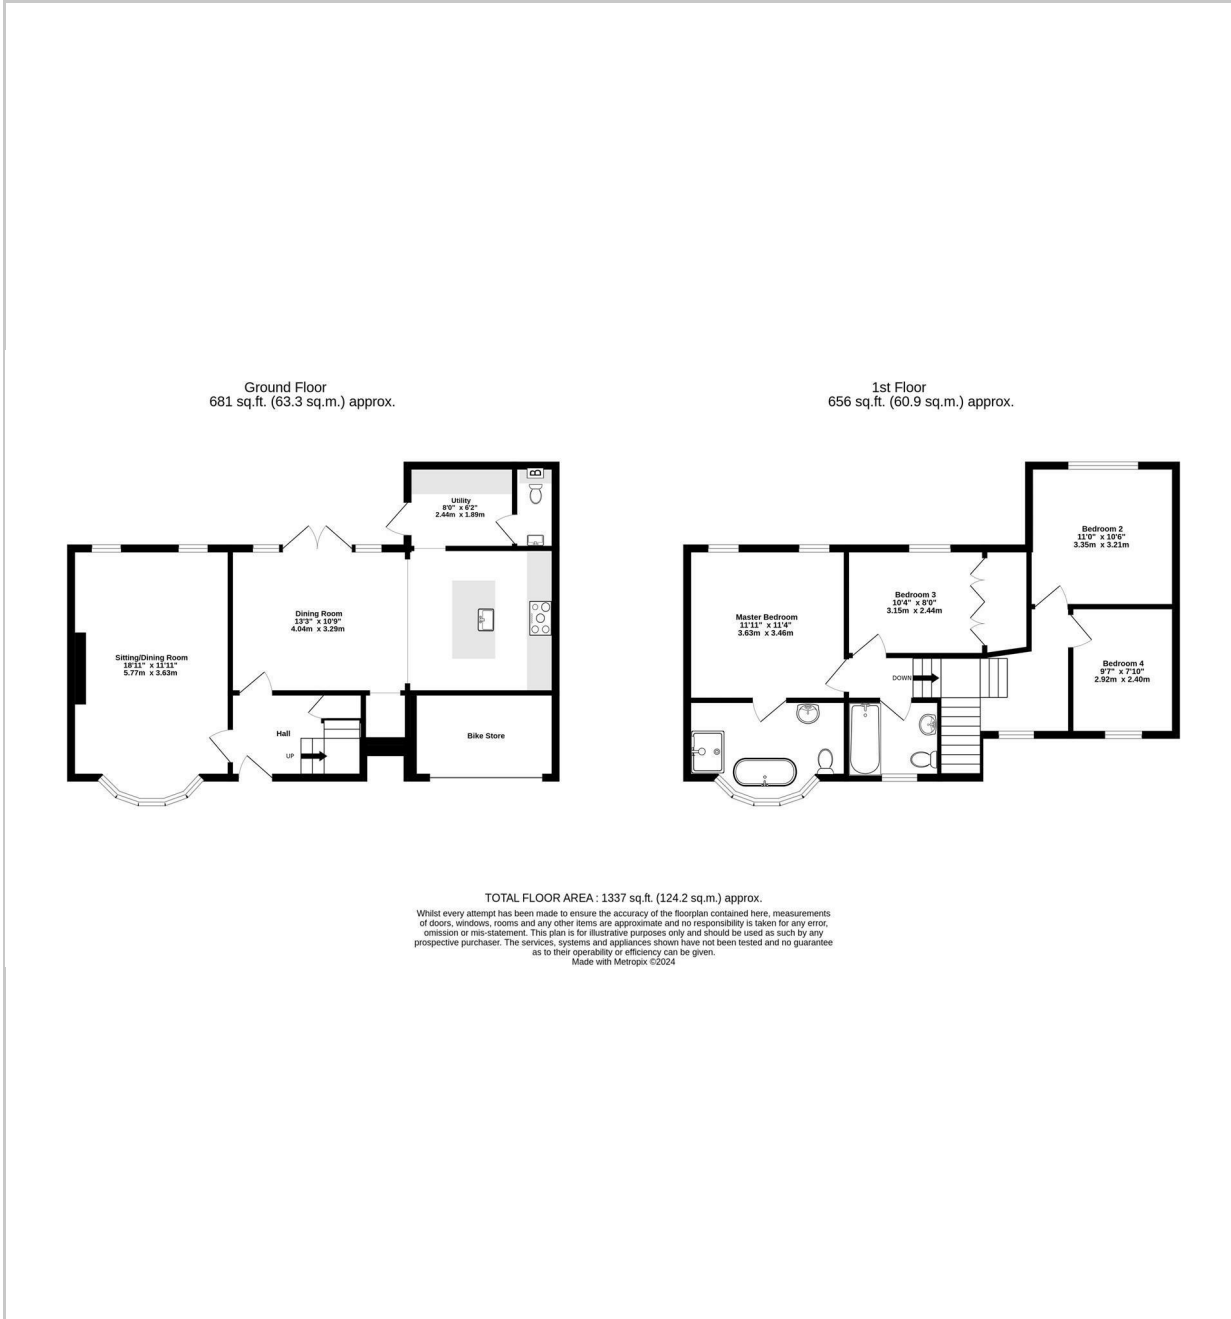 Ground Floor
681 sq.ft. (63.3 sq.m.) approx.
1st Floor
656 sq.ft. (60.9 sq.m.) approx.
B
Utility
8'0" x 6'2"
2.44m x 1.89m
Dining Room
13'3" x 10'9"
4.04m x 3.29m
Sitting/Dining Room
18'11" x 11'11"
5.77m x 3.63m
Hall
UP
Bike Store
Bedroom 2
11'0" x 10'6"
3.35m x 3.21m
Bedroom 3
10'4" x 8'0"
3.15m x 2.44m
Master Bedroom
11'11" x 11'4"
3.63m x 3.46m
Bedroom 4
9'7" x 7'10"
2.92m x 2.40m
DOWN
TOTAL FLOOR AREA : 1337 sq.ft. (124.2 sq.m.) approx.
Whilst every attempt has been made to ensure the accuracy of the floorplan contained here, measurements
of doors, windows, rooms and any other items are approximate and no responsibility is taken for any error,
omission or mis-statement. This plan is for illustrative purposes only and should be used as such by any
prospective purchaser. The services, systems and appliances shown have not been tested and no guarantee
as to their operability or efficiency can be given.
Made with Metropix ©2024